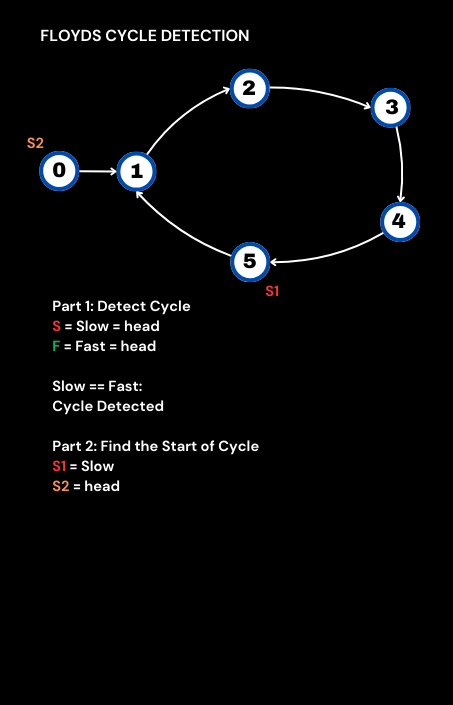 FLOYDS CYCLE DETECTION
2
3
S2
0
1
4
5
S1
Part 1: Detect Cycle
S = Slow = head
F = Fast = head
Slow == Fast:
Cycle Detected
Part 2: Find the Start of Cycle
S1 = Slow
S2 = head